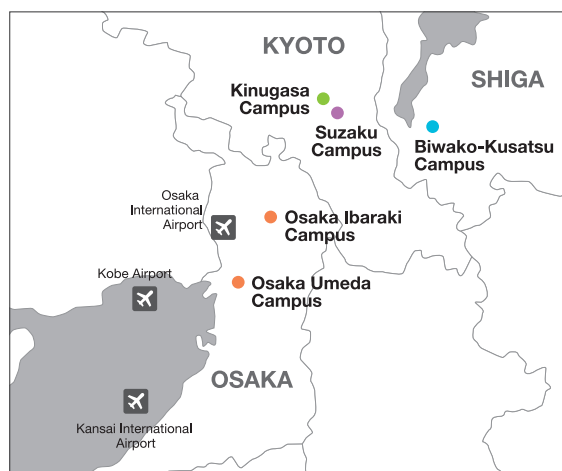 KYOTO
SHIGA
Kinugasa
Campus
Suzaku
Campus
Biwako-Kusatsu
Campus
Osaka
International
Airport
Osaka Ibaraki
Campus
Kobe Airport
Osaka Umeda
Campus
OSAKA
Kansai International
Airport